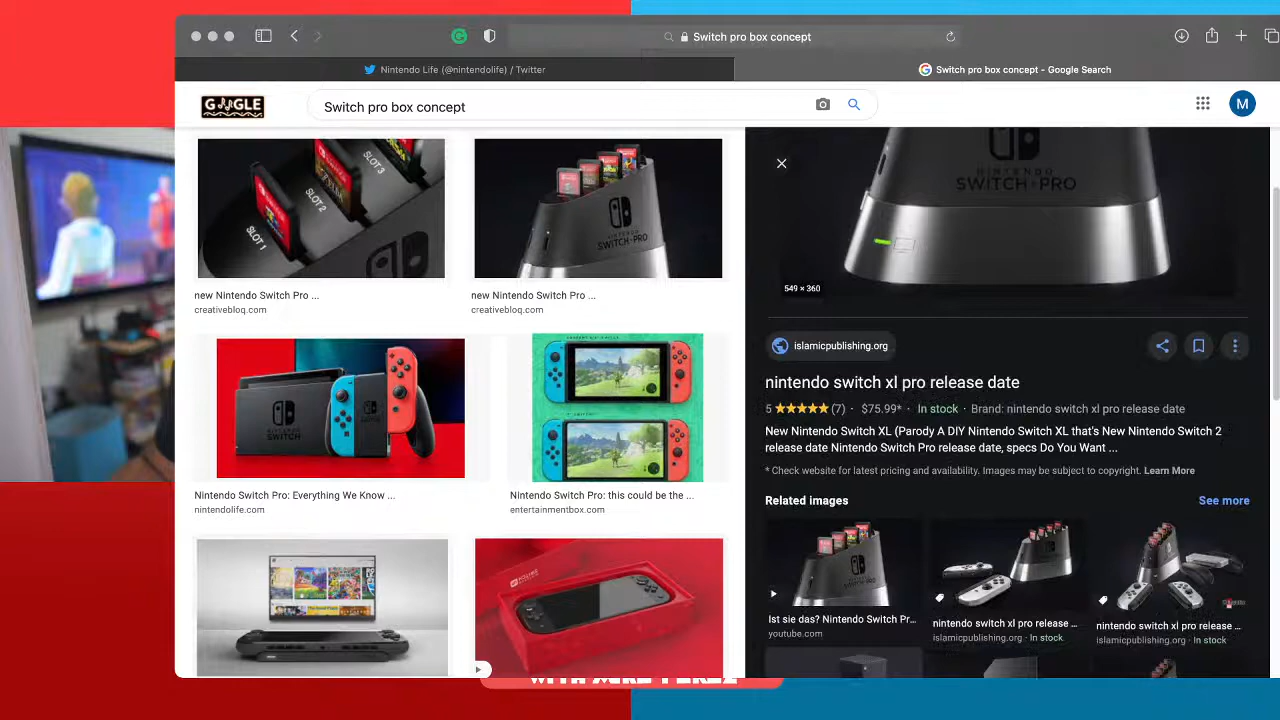 Switch pro box concept
Nintendo Life (@nintendolife) / Twitter
Switch pro box concept - Google Search
Switch pro box concept
M
SLOT 1
SLOT 2
SLOT 3
new Nintendo Switch Pro ...
creativebloq.com
NINTENDO
SWITCH PRO
new Nintendo Switch Pro ...
creativebloq.com
NINTENDO
SWITCH
Nintendo Switch Pro: Everything We Know ...
nintendolife.com
Nintendo Switch Pro: this could be the ...
entertainmentbox.com
NINTENDO
SWITCH PRO
549 × 360
islamicpublishing.org
nintendo switch xl pro release date
5 ★★★★★ (7) · $75.99* · In stock · Brand: nintendo switch xl pro release date
New Nintendo Switch XL (Parody A DIY Nintendo Switch XL that's New Nintendo Switch 2
release date Nintendo Switch Pro release date, specs Do You Want ...
* Check website for latest pricing and availability. Images may be subject to copyright. Learn More
Related images
See more
Ist sie das? Nintendo Switch Pr...
youtube.com
nintendo switch xl pro release ...
islamicpublishing.org · In stock
nintendo switch xl pro release ...
islamicpublishing.org · In stock